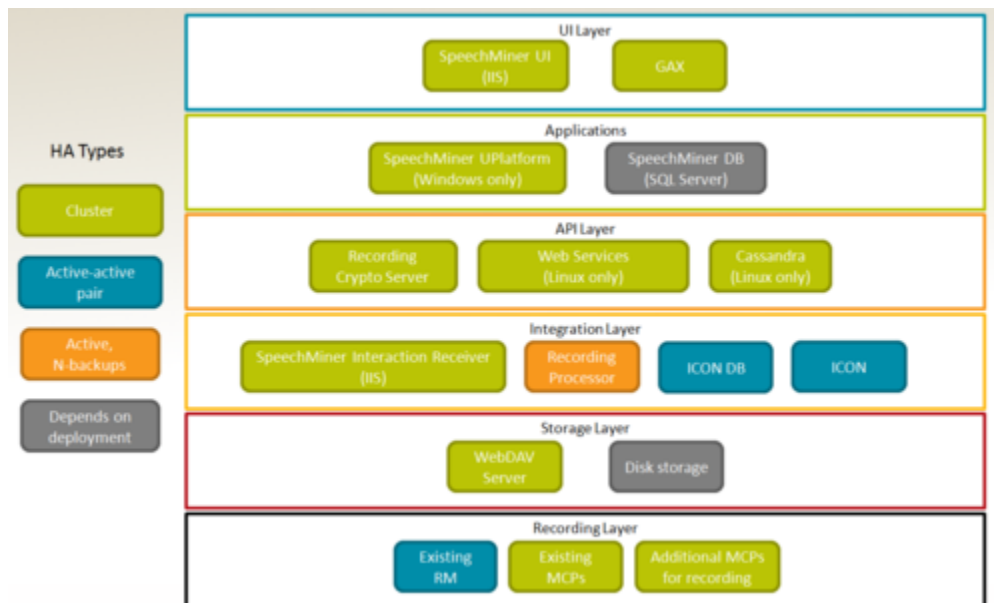 UI Layer
SpeechMiner UI
(IIS)
GAX
Applications
SpeechMiner UPlatform
(Windows only)
SpeechMiner DB
(SQL Server)
API Layer
Recording
Crypto Server
Web Services
(Linux only)
Cassandra
(Linux only)
Integration Layer
SpeechMiner Interaction Receiver
(IIS)
Recording
Processor
ICON DB
ICON
Storage Layer
WebDAV
Server
Disk storage
Recording Layer
Existing
RM
Existing
MCPs
Additional MCPs
for recording
HA Types
Cluster
Active-active
pair
Active,
N-backups
Depends on
deployment